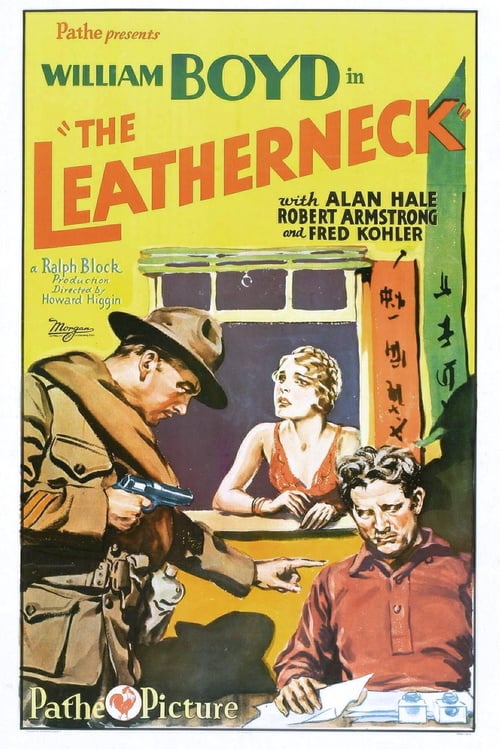 Pathe presents
WILLIAM BOYD in
"THE
LEATHERNECK"
with ALAN HALE
ROBERT ARMSTRONG
and FRED KOHLER
a Ralph Block
Production
Directed by
Howard Higgin
Morgan
Pathe Picture